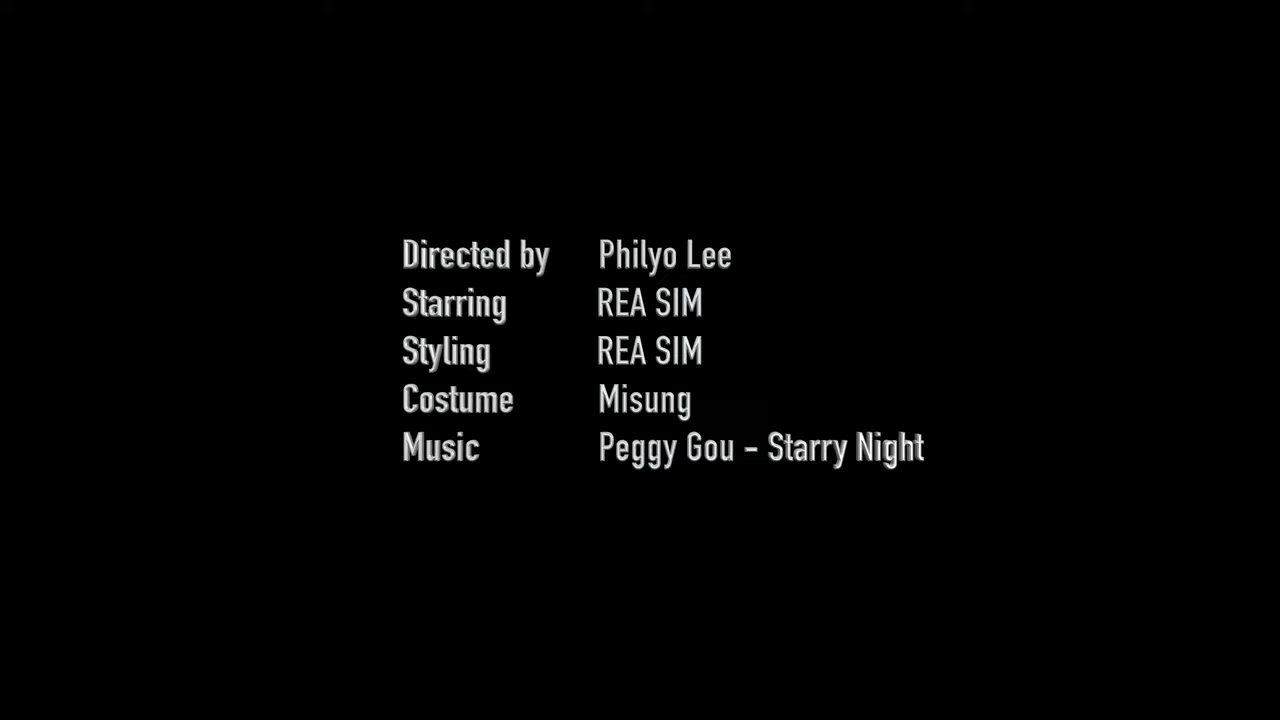 Directed by Philyo Lee
Starring REA SIM
Styling REA SIM
Costume Misung
Music Peggy Gou - Starry Night